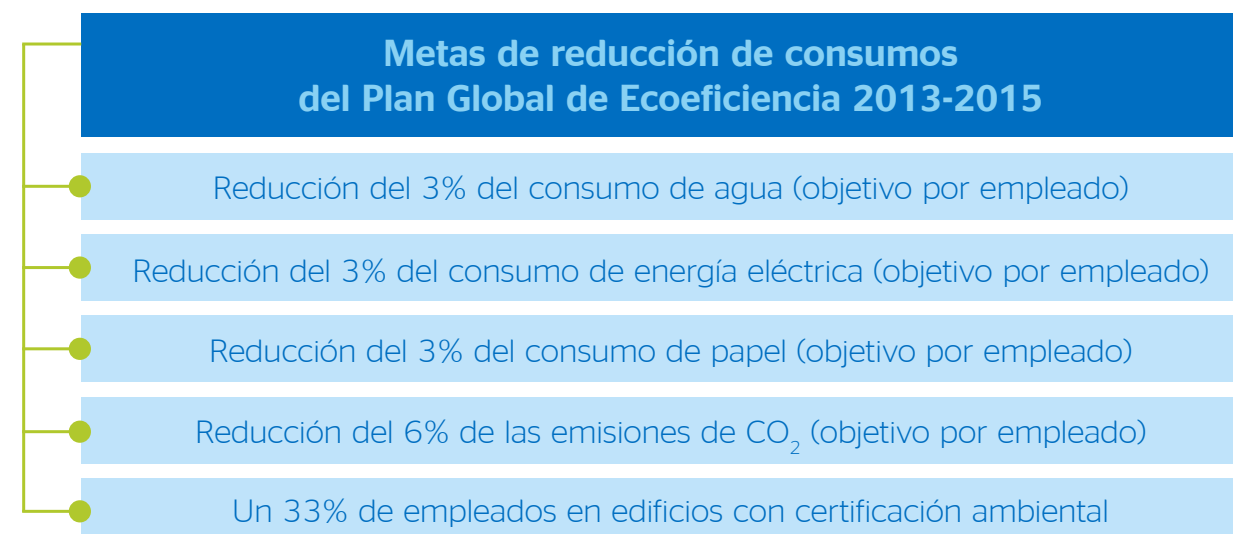 Metas de reducción de consumos
del Plan Global de Ecoeficiencia 2013-2015
Reducción del 3% del consumo de agua (objetivo por empleado)
Reducción del 3% del consumo de energía eléctrica (objetivo por empleado)
Reducción del 3% del consumo de papel (objetivo por empleado)
Reducción del 6% de las emisiones de CO₂ (objetivo por empleado)
Un 33% de empleados en edificios con certificación ambiental